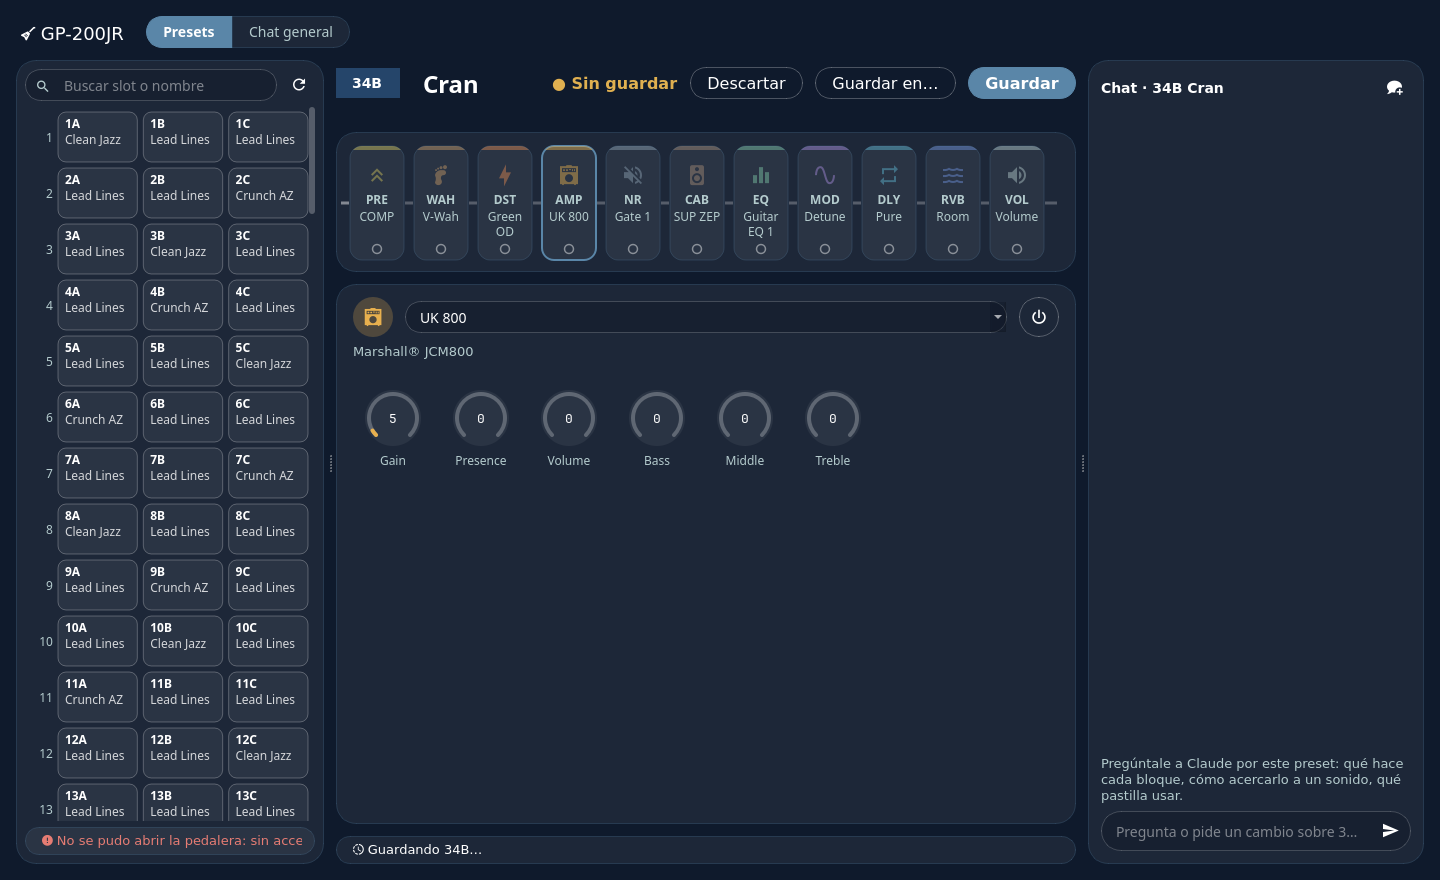 GP-200JR
Presets
Chat general
Buscar slot o nombre
1
1A
Clean Jazz
1B
Lead Lines
1C
Lead Lines
2
2A
Lead Lines
2B
Lead Lines
2C
Crunch AZ
3
3A
Lead Lines
3B
Clean Jazz
3C
Lead Lines
4
4A
Lead Lines
4B
Crunch AZ
4C
Lead Lines
5
5A
Lead Lines
5B
Lead Lines
5C
Clean Jazz
6
6A
Crunch AZ
6B
Lead Lines
6C
Lead Lines
7
7A
Lead Lines
7B
Lead Lines
7C
Crunch AZ
8
8A
Clean Jazz
8B
Lead Lines
8C
Lead Lines
9
9A
Lead Lines
9B
Crunch AZ
9C
Lead Lines
10
10A
Lead Lines
10B
Clean Jazz
10C
Lead Lines
11
11A
Crunch AZ
11B
Lead Lines
11C
Lead Lines
12
12A
Lead Lines
12B
Lead Lines
12C
Clean Jazz
13
13A
Lead Lines
13B
Lead Lines
13C
Lead Lines
No se pudo abrir la pedalera: sin acce
34B
Cran
Sin guardar
Descartar
Guardar en…
Guardar
PRE
COMP
WAH
V-Wah
DST
Green
OD
AMP
UK 800
NR
Gate 1
CAB
SUP ZEP
EQ
Guitar
EQ 1
MOD
Detune
DLY
Pure
RVB
Room
VOL
Volume
UK 800
Marshall® JCM800
5
Gain
0
Presence
0
Volume
0
Bass
0
Middle
0
Treble
Guardando 34B…
Chat · 34B Cran
Pregúntale a Claude por este preset: qué hace
cada bloque, cómo acercarlo a un sonido, qué
pastilla usar.
Pregunta o pide un cambio sobre 3…